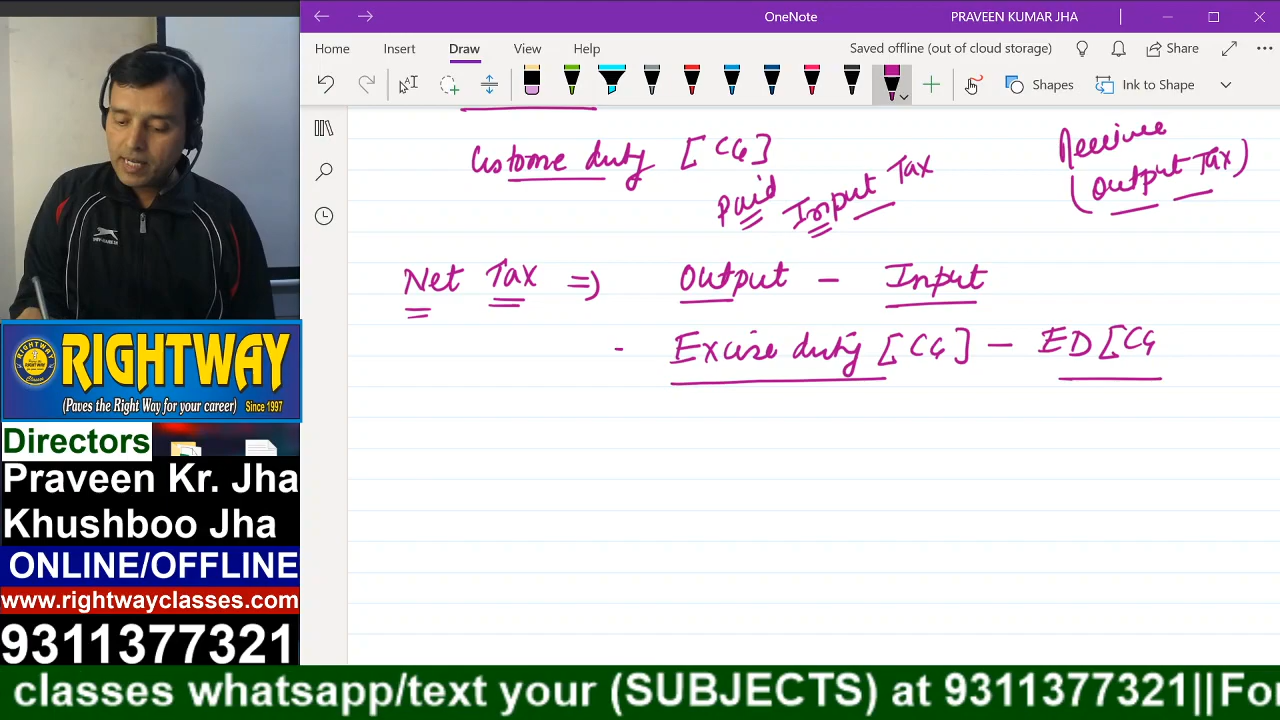 OneNote
PRAVEEN KUMAR JHA
Home
Insert
Draw
View
Help
Saved offline (out of cloud storage)
Share
Shapes
Ink to Shape
Custome duty [CG]
Paid
Input Tax
Receivee
(Output Tax)
Net Tax => Output - Input
- Excise duty [CG] - ED [CG
RIGHTWAY
Classes
(Paves the Right Way for your career) Since 1997
Directors
Praveen Kr. Jha
Khushboo Jha
ONLINE/OFFLINE
www.rightwayclasses.com
9311377321
classes whatsapp/text your (SUBJECTS) at 9311377321||Fo